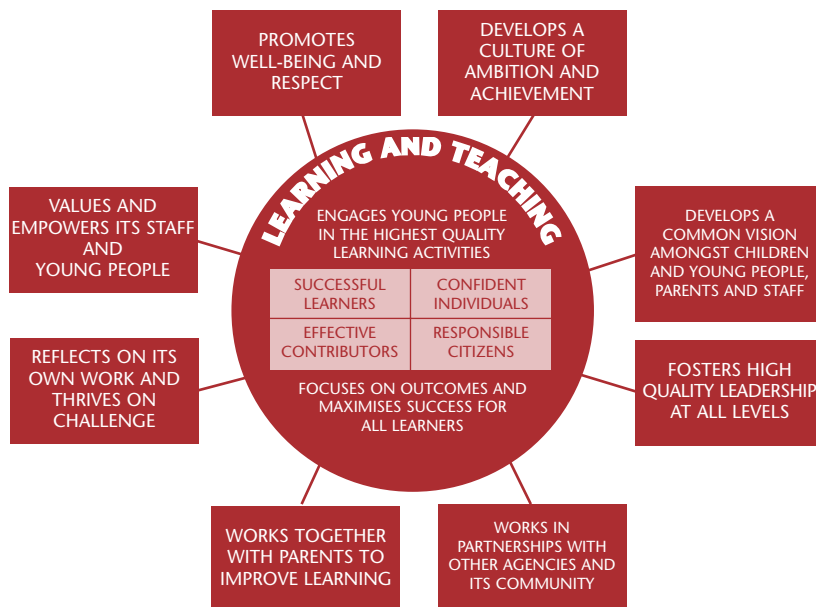 PROMOTES
WELL-BEING AND
RESPECT
DEVELOPS A
CULTURE OF
AMBITION AND
ACHIEVEMENT
VALUES AND
EMPOWERS ITS STAFF
AND
YOUNG PEOPLE
LEARNING AND TEACHING
ENGAGES YOUNG PEOPLE
IN THE HIGHEST QUALITY
LEARNING ACTIVITIES
SUCCESSFUL
LEARNERS
CONFIDENT
INDIVIDUALS
EFFECTIVE
CONTRIBUTORS
RESPONSIBLE
CITIZENS
FOCUSES ON OUTCOMES AND
MAXIMISES SUCCESS FOR
ALL LEARNERS
DEVELOPS A
COMMON VISION
AMONGST CHILDREN
AND YOUNG PEOPLE,
PARENTS AND STAFF
REFLECTS ON ITS
OWN WORK AND
THRIVES ON
CHALLENGE
FOSTERS HIGH
QUALITY LEADERSHIP
AT ALL LEVELS
WORKS TOGETHER
WITH PARENTS TO
IMPROVE LEARNING
WORKS IN
PARTNERSHIPS WITH
OTHER AGENCIES AND
ITS COMMUNITY